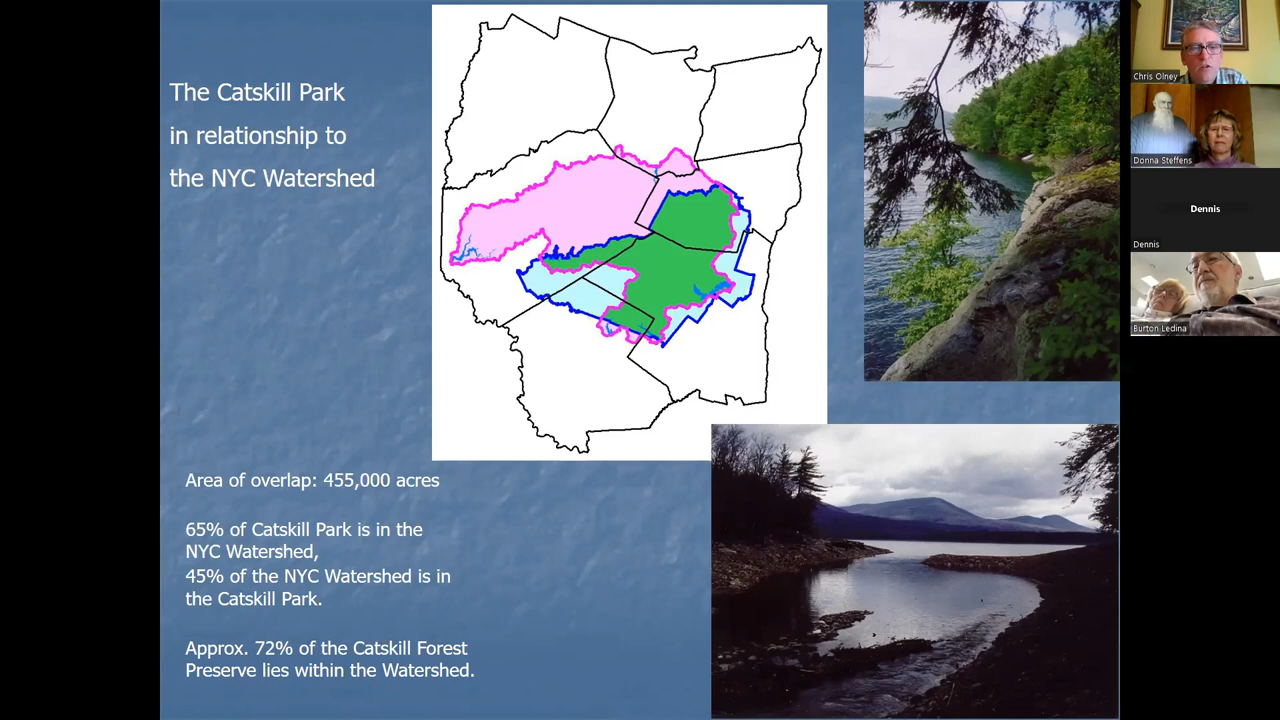 The Catskill Park
in relationship to
the NYC Watershed
Area of overlap: 455,000 acres
65% of Catskill Park is in the
NYC Watershed,
45% of the NYC Watershed is in
the Catskill Park.
Approx. 72% of the Catskill Forest
Preserve lies within the Watershed.
Chris Olney
Donna Steffens
Dennis
Dennis
Burton Ledina